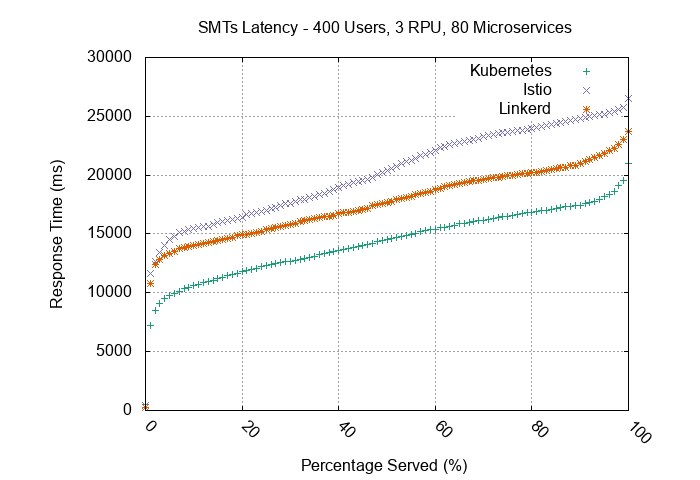 SMTs Latency - 400 Users, 3 RPU, 80 Microservices
30000
25000
20000
15000
10000
5000
0
Response Time (ms)
Kubernetes
Istio
Linkerd
0
20
40
60
80
100
Percentage Served (%)